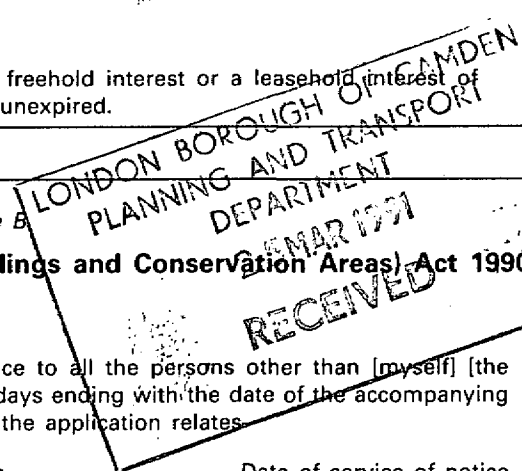 freehold interest or a leasehold interest of
unexpired.
LONDON BOROUGH OF CAMDEN
PLANNING AND TRANSPORT
DEPARTMENT
MAR 1991
RECEIVED
B
dings and Conservation Areas) Act 1990
ce to all the persons other than [myself] [the
days ending with the date of the accompanying
the application relates
Date of service of notice